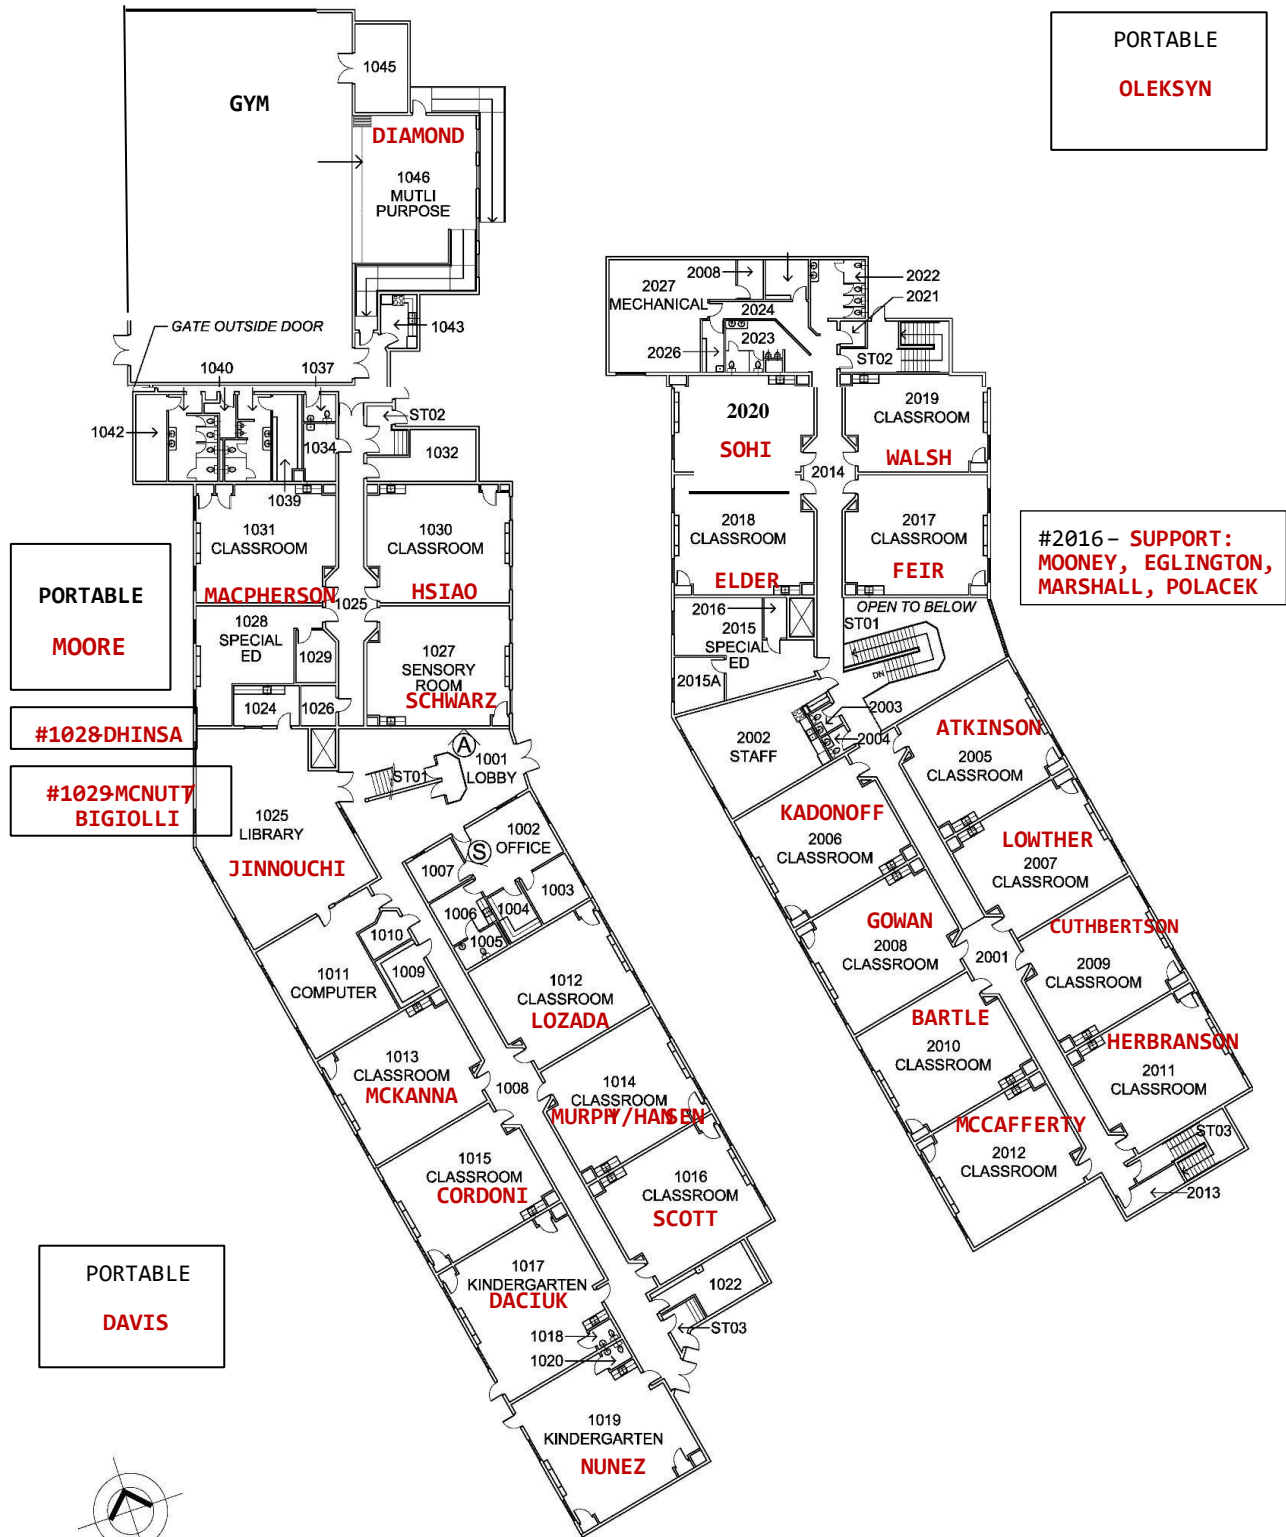 PORTABLE
OLEKSYN
1045
GYM
DIAMOND
1046
MUTLI
PURPOSE
1043
GATE OUTSIDE DOOR
1040
1037
ST02
1042
1034
1032
1039
1031
CLASSROOM
MACPHERSON
1030
CLASSROOM
HSIAO
1025
PORTABLE
MOORE
1028
SPECIAL
ED
1029
1027
SENSORY
ROOM
SCHWARZ
1024
1026
#1028-DHINSA
#1029-MCNUTT/
BIGIOLLI
A
1001
LOBBY
ST01
1025
LIBRARY
JINNOUCHI
1002
OFFICE
S
1007
1003
1004
1006
1005
1010
1009
1011
COMPUTER
1012
CLASSROOM
LOZADA
1013
CLASSROOM
MCKANNA
1008
1014
CLASSROOM
MURPHY/HANSEN
1015
CLASSROOM
CORDONI
1016
CLASSROOM
SCOTT
1017
KINDERGARTEN
DACIUK
1022
1018
ST03
1020
1019
KINDERGARTEN
NUNEZ
PORTABLE
DAVIS
2008
2027
MECHANICAL
2022
2021
2024
2023
2026
ST02
2020
SOHI
2019
CLASSROOM
WALSH
2014
2018
CLASSROOM
ELDER
2017
CLASSROOM
FEIR
#2016– SUPPORT:
MOONEY, EGLINGTON,
MARSHALL, POLACEK
2016
2015
SPECIAL
ED
2015A
OPEN TO BELOW
ST01
DN
2003
2004
2002
STAFF
ATKINSON
2005
CLASSROOM
KADONOFF
2006
CLASSROOM
LOWTHER
2007
CLASSROOM
GOWAN
2008
CLASSROOM
2001
CUTHBERTSON
2009
CLASSROOM
BARTLE
2010
CLASSROOM
HERBRANSON
2011
CLASSROOM
MCCAFFERTY
2012
CLASSROOM
ST03
2013